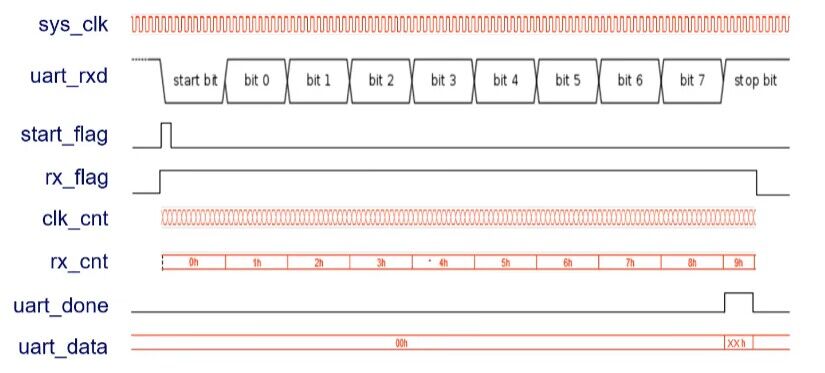 sys_clk
uart_rxd start bit bit 0 bit 1 bit 2 bit 3 bit 4 bit 5 bit 6 bit 7 stop bit
start_flag
rx_flag
clk_cnt
rx_cnt 0h 1h 2h 3h 4h 5h 6h 7h 8h 9h
uart_done
uart_data 00h XXh